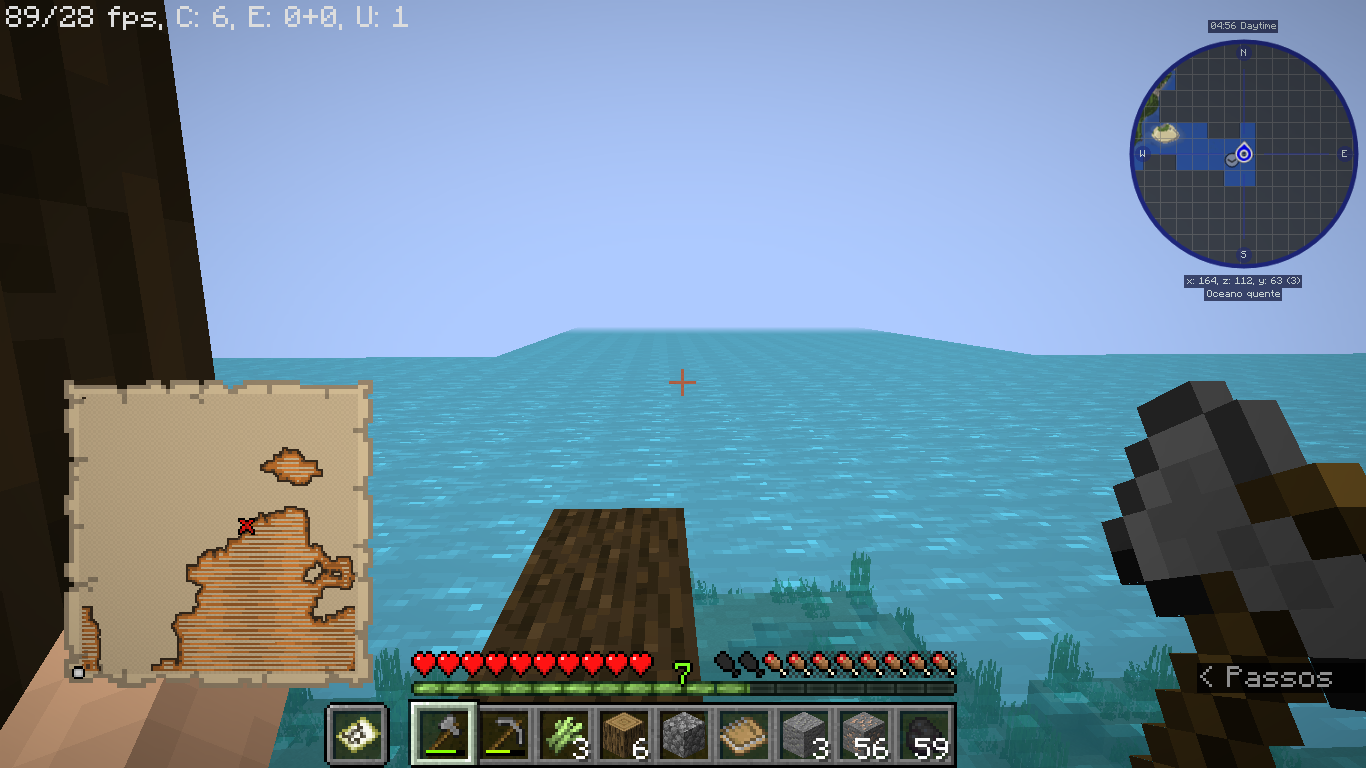 89/28 fps, C: 6, E: 0+0, U: 1
04:56 Daytime
N
W
E
S
x: 164, z: 112, y: 63 (3)
Oceano quente
< Passos
7
3
6
3
56
59